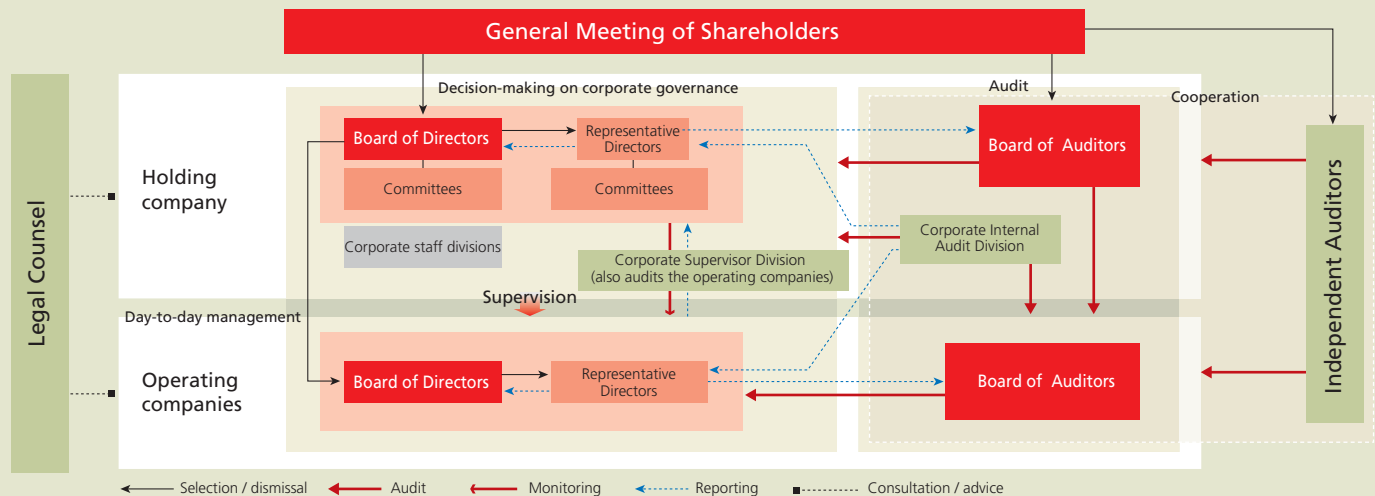 General Meeting of Shareholders
Decision-making on corporate governance
Audit
Cooperation
Legal Counsel
Holding
company
Board of Directors
Representative
Directors
Board of Auditors
Committees
Committees
Corporate staff divisions
Corporate Internal
Audit Division
Corporate Supervisor Division
(also audits the operating companies)
Independent Auditors
Supervision
Day-to-day management
Operating
companies
Board of Directors
Representative
Directors
Board of Auditors
Selection / dismissal
Audit
Monitoring
Reporting
Consultation / advice